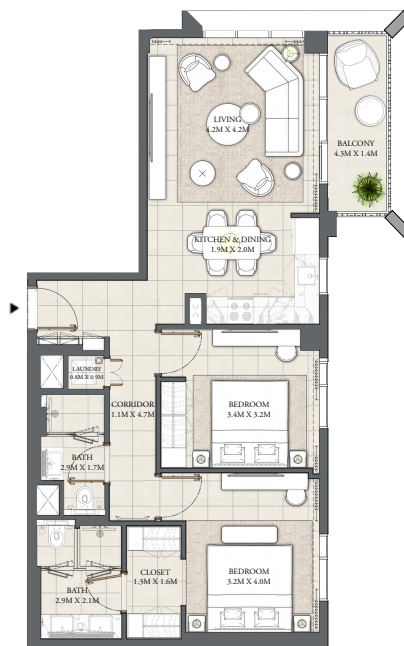 LIVING
4.2M X 4.2M
BALCONY
4.3M X 1.4M
KITCHEN & DINING
1.9M X 2.0M
LAUNDRY
0.8M X 0.9M
CORRIDOR
1.1M X 4.7M
BEDROOM
3.4M X 3.2M
BATH
2.9M X 1.7M
CLOSET
1.3M X 1.6M
BEDROOM
3.2M X 4.0M
BATH
2.9M X 2.1M